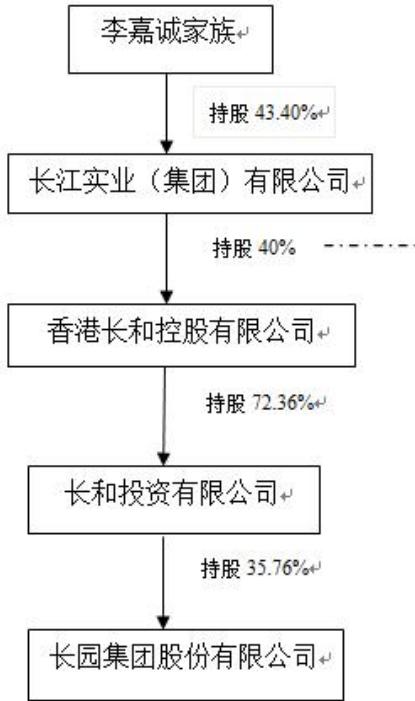 李嘉诚家族
持股 43.40%
长江实业（集团）有限公司
持股 40%
香港长和控股有限公司
持股 72.36%
长和投资有限公司
持股 35.76%
长园集团股份有限公司